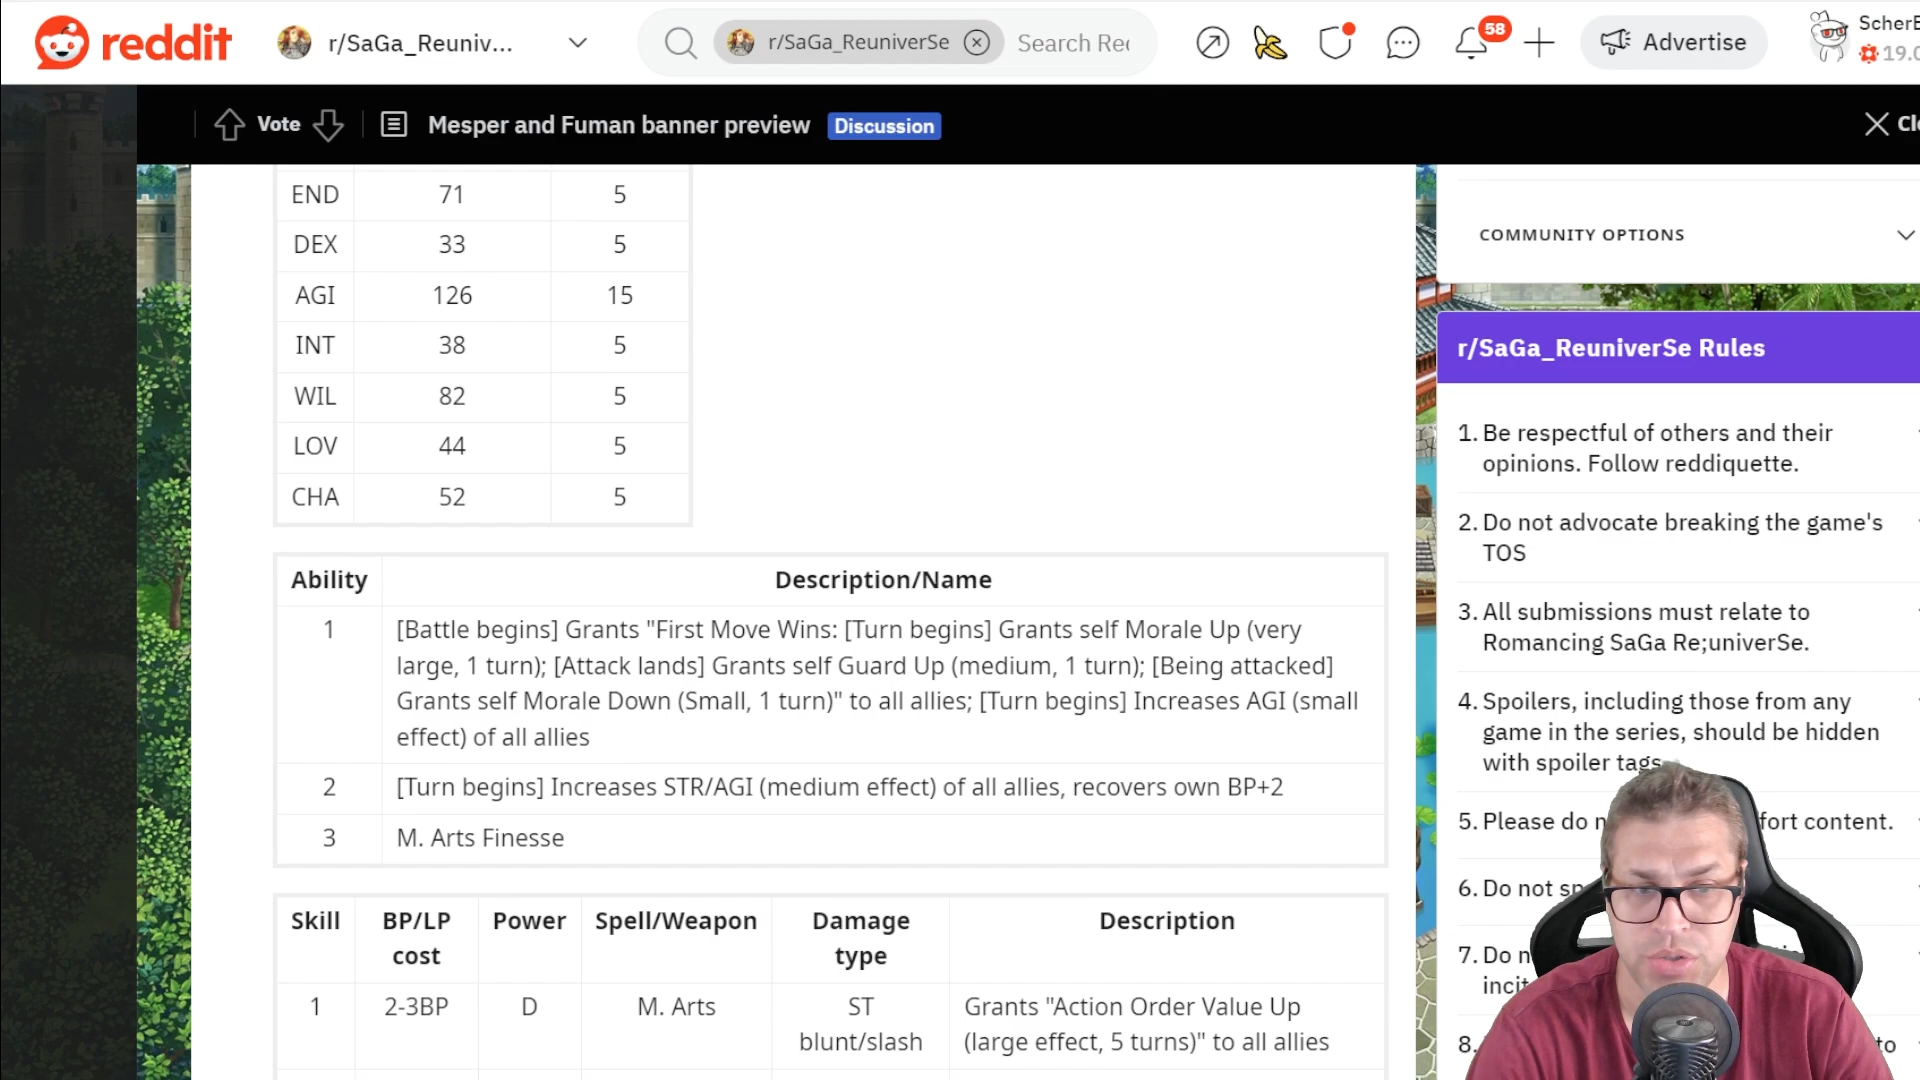 reddit
r/SaGa_Reuniv...
r/SaGa_ReuniverSe
58
Advertise
19.0
Vote
Mesper and Fuman banner preview
Discussion
END 71 5
DEX 33 5
AGI 126 15
INT 38 5
WIL 82 5
LOV 44 5
CHA 52 5
Ability Description/Name
1 [Battle begins] Grants "First Move Wins: [Turn begins] Grants self Morale Up (very
large, 1 turn); [Attack lands] Grants self Guard Up (medium, 1 turn); [Being attacked]
Grants self Morale Down (Small, 1 turn)" to all allies; [Turn begins] Increases AGI (small
effect) of all allies
2 [Turn begins] Increases STR/AGI (medium effect) of all allies, recovers own BP+2
3 M. Arts Finesse
Skill BP/LP Power Spell/Weapon Damage Description
cost type
1 2-3BP D M. Arts ST Grants "Action Order Value Up
blunt/slash (large effect, 5 turns)" to all allies
COMMUNITY OPTIONS
r/SaGa_ReuniverSe Rules
1. Be respectful of others and their
opinions. Follow reddiquette.
2. Do not advocate breaking the game's
TOS
3. All submissions must relate to
Romancing SaGa Re;univerSe.
4. Spoilers, including those from any
game in the series, should be hidden
with spoiler tags
5. Please do content.
6. Do not
7.
8. to